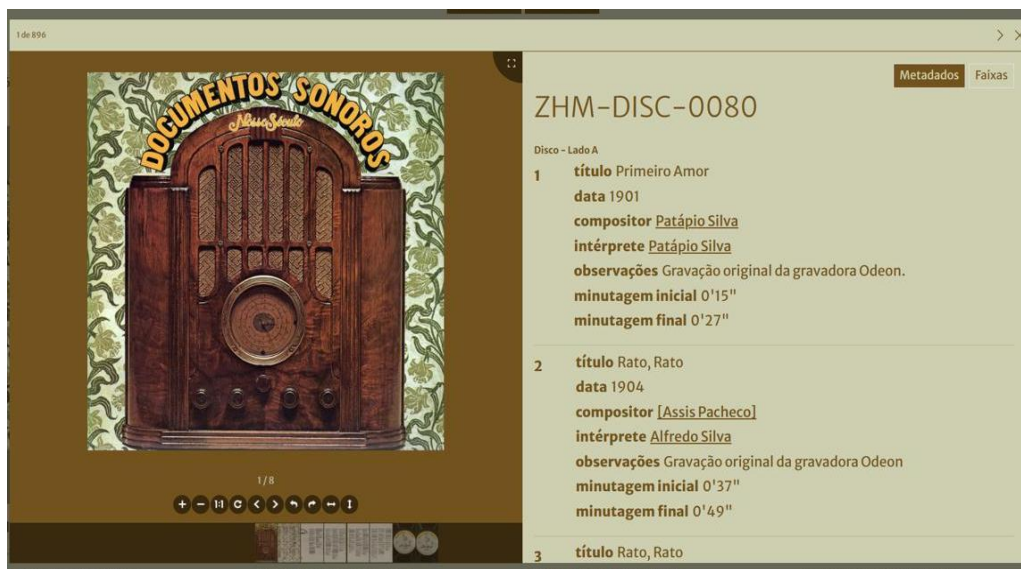 1 de 896
DOCUMENTOS SONOROS
Nosso Século
1/8
1:1
Metadados Faixas
ZHM-DISC-0080
Disco - Lado A
1 título Primeiro Amor
data 1901
compositor Patápio Silva
intérprete Patápio Silva
observações Gravação original da gravadora Odeon.
minutagem inicial 0'15"
minutagem final 0'27"
2 título Rato, Rato
data 1904
compositor [Assis Pacheco]
intérprete Alfredo Silva
observações Gravação original da gravadora Odeon
minutagem inicial 0'37"
minutagem final 0'49"
3 título Rato, Rato